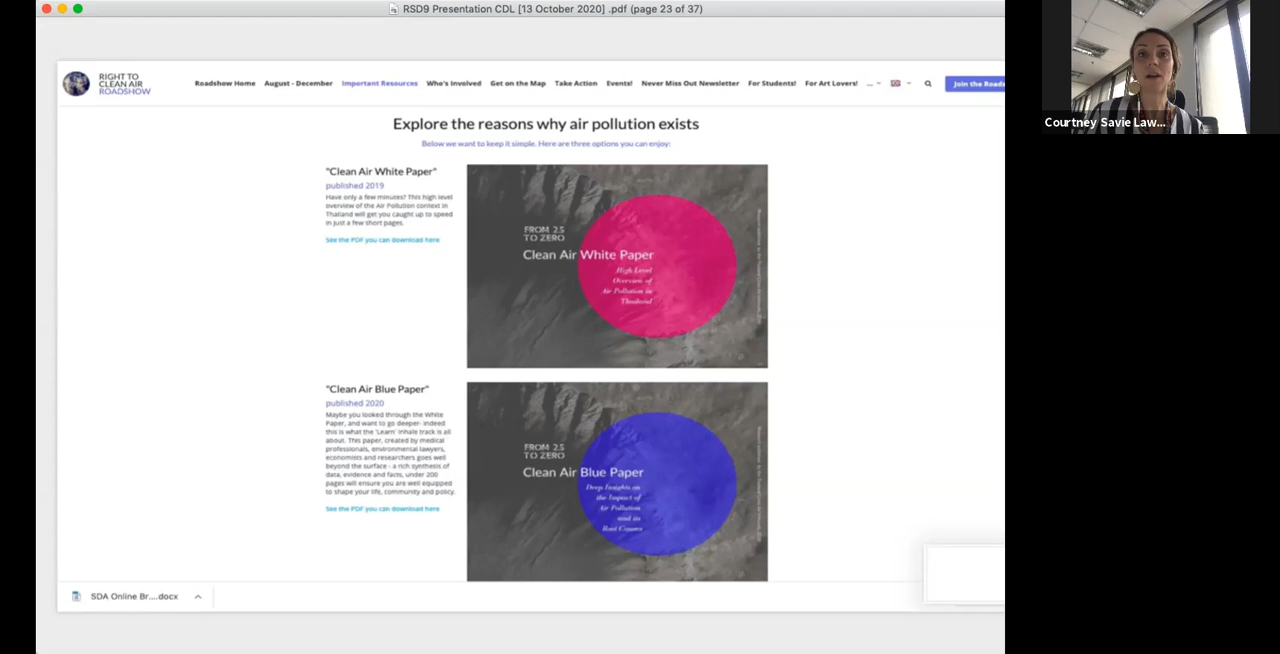 RSD9 Presentation CDL [13 October 2020] .pdf (page 23 of 37)
RIGHT TO
CLEAN AIR
ROADSHOW
Roadshow Home August - December Important Resources Who's Involved Get on the Map Take Action Events! Never Miss Out Newsletter For Students! For Art Lovers! ... Join the Roads
Courtney Savie Law...
Explore the reasons why air pollution exists
Below we want to keep it simple. Here are three options you can enjoy:
"Clean Air White Paper"
published 2019
Have only a few minutes? This high level
overview of the Air Pollution context in
Thailand will get you caught up to speed
in just a few short pages.
See the PDF you can download here
FROM 2.5
TO ZERO
Clean Air White Paper
High Level
Overview of
Air Pollution in
Thailand
"Clean Air Blue Paper"
published 2020
Maybe you looked through the White
Paper, and want to go deeper- indeed
this is what the 'Learn' inhale track is all
about. This paper, created by medical
professionals, environmental lawyers,
economists and researchers goes well
beyond the surface - a rich synthesis of
data, evidence and facts, under 200
pages will ensure you are well equipped
to shape your life, community and policy.
See the PDF you can download here
FROM 2.5
TO ZERO
Clean Air Blue Paper
Deep Insights on
the Impact of
Air Pollution
and its
Root Causes
SDA Online Br....docx